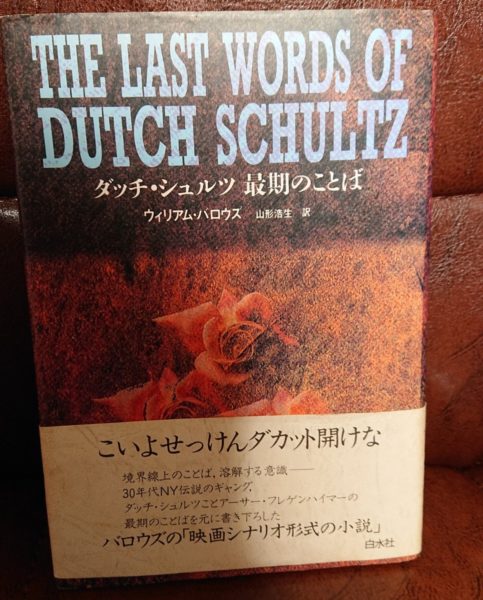 THE LAST WORDS OF
DUTCH SCHULTZ
ダッチ・シュルツ 最期のことば
ウィリアム・バロウズ 山形浩生 訳
こいよせっけんダカット開けな
境界線上のことば、溶解する意識——
30年代NY伝説のギャング、
ダッチ・シュルツことアーサー・フレゲンハイマーの
最期のことばを元に書き下ろした
バロウズの「映画シナリオ形式の小説」
白水社